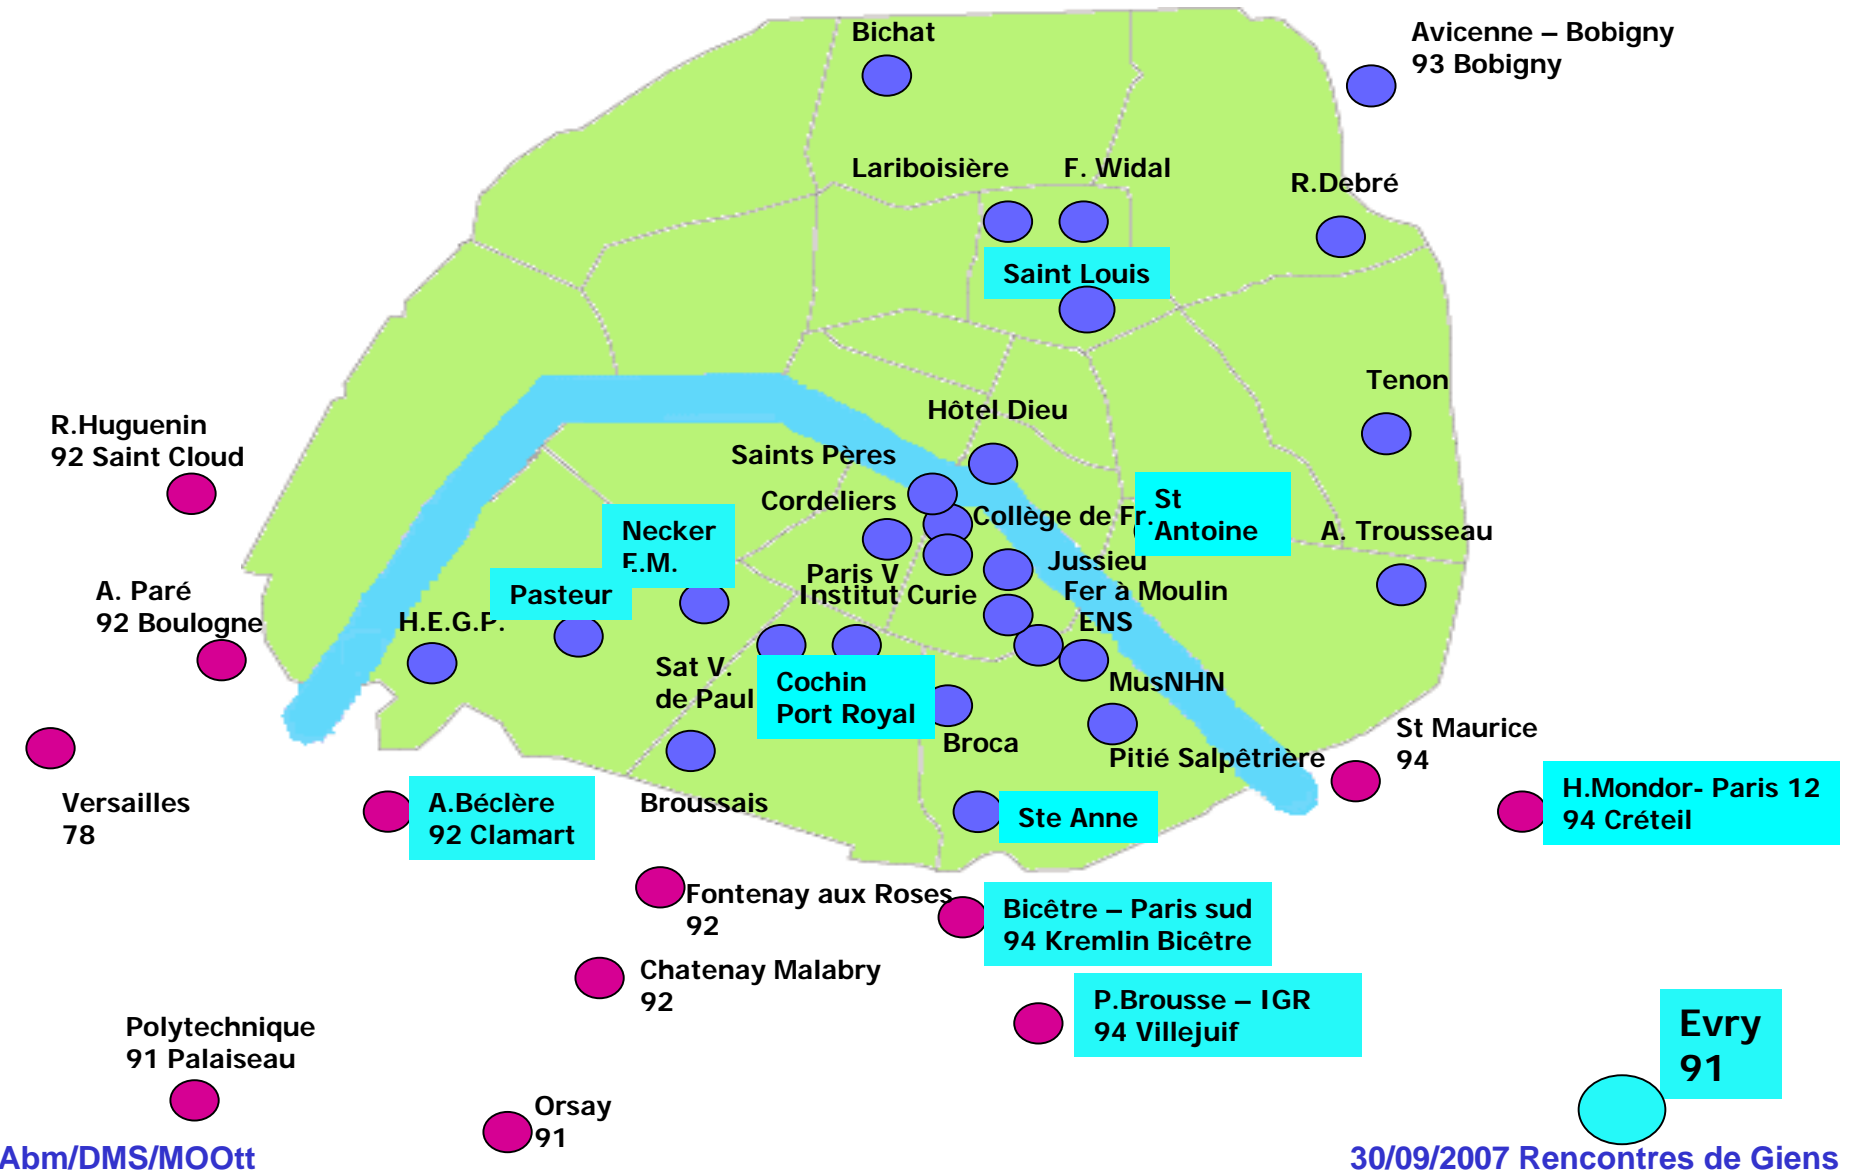 Bichat
Avicenne – Bobigny
93 Bobigny
Lariboisière
F. Widal
R.Debré
Saint Louis
Tenon
Hôtel Dieu
R.Huguenin
92 Saint Cloud
Saints Pères
Cordeliers
Collège de Fr.
St
Antoine
A. Trousseau
Necker
E.M.
Jussieu
Paris V
Institut Curie
Fer à Moulin
ENS
Pasteur
A. Paré
92 Boulogne
H.E.G.P.
Sat V.
de Paul
Cochin
Port Royal
MusNHN
Broca
Pitié Salpêtrière
St Maurice
94
H.Mondor- Paris 12
94 Créteil
Versailles
78
A.Béclère
92 Clamart
Broussais
Ste Anne
Fontenay aux Roses
92
Bicêtre – Paris sud
94 Kremlin Bicêtre
Chatenay Malabry
92
P.Brousse – IGR
94 Villejuif
Polytechnique
91 Palaiseau
Evry
91
Orsay
91
Abm/DMS/MOOtt
30/09/2007 Rencontres de Giens